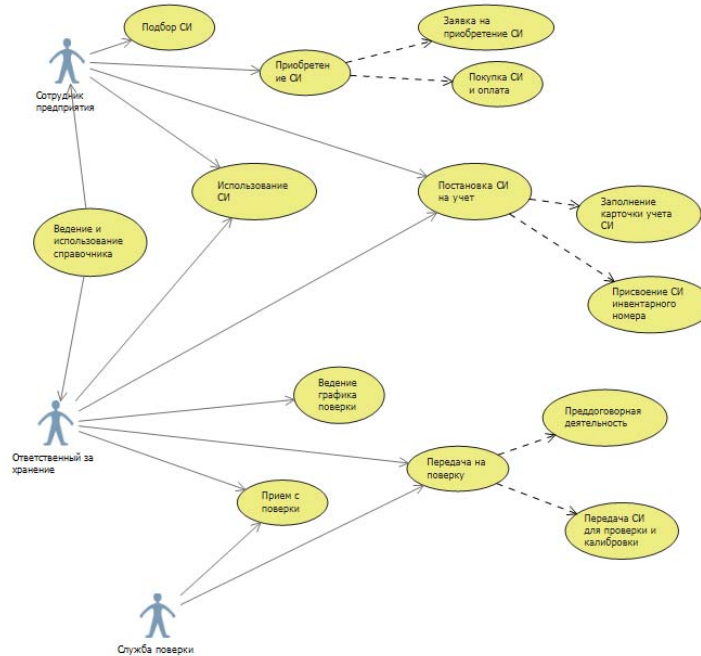 Подбор СИ
Заявка на
приобретение СИ
Приобретен
ие СИ
Покупка СИ
и оплата
Сотрудник
предприятия
Использование
СИ
Постановка СИ
на учет
Заполнение
карточки учета
СИ
Ведение и
использование
справочника
Присвоение СИ
инвентарного
номера
Ведение
графика
поверки
Преддоговорная
деятельность
Ответственный за
хранение
Передача на
поверку
Прием с
поверки
Передача СИ
для проверки и
калибровки
Служба поверки